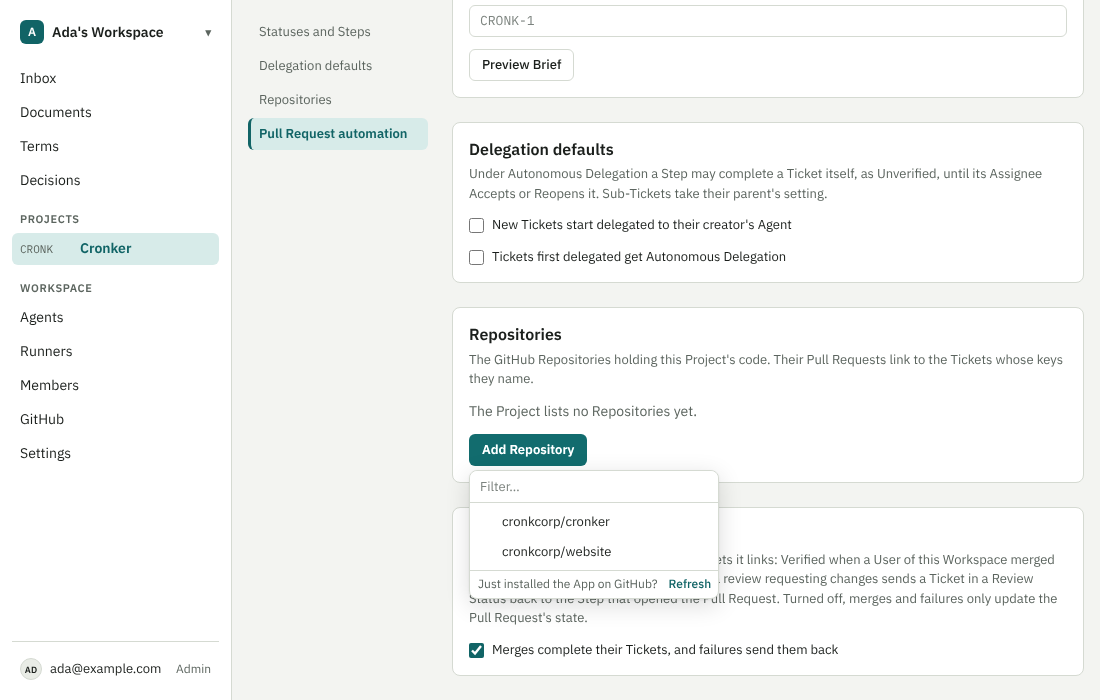 A Ada's Workspace ▾
Inbox
Documents
Terms
Decisions
PROJECTS
CRONK Cronker
WORKSPACE
Agents
Runners
Members
GitHub
Settings
AD ada@example.com Admin
Statuses and Steps
Delegation defaults
Repositories
Pull Request automation
CRONK-1
Preview Brief
Delegation defaults
Under Autonomous Delegation a Step may complete a Ticket itself, as Unverified, until its Assignee
Accepts or Reopens it. Sub-Tickets take their parent's setting.
New Tickets start delegated to their creator's Agent
Tickets first delegated get Autonomous Delegation
Repositories
The GitHub Repositories holding this Project's code. Their Pull Requests link to the Tickets whose keys
they name.
The Project lists no Repositories yet.
Add Repository
Filter...
cronkcorp/cronker
cronkcorp/website
Just installed the App on GitHub? Refresh
it links: Verified when a User of this Workspace merged
review requesting changes sends a Ticket in a Review
Status back to the Step that opened the Pull Request. Turned off, merges and failures only update the
Pull Request's state.
Merges complete their Tickets, and failures send them back